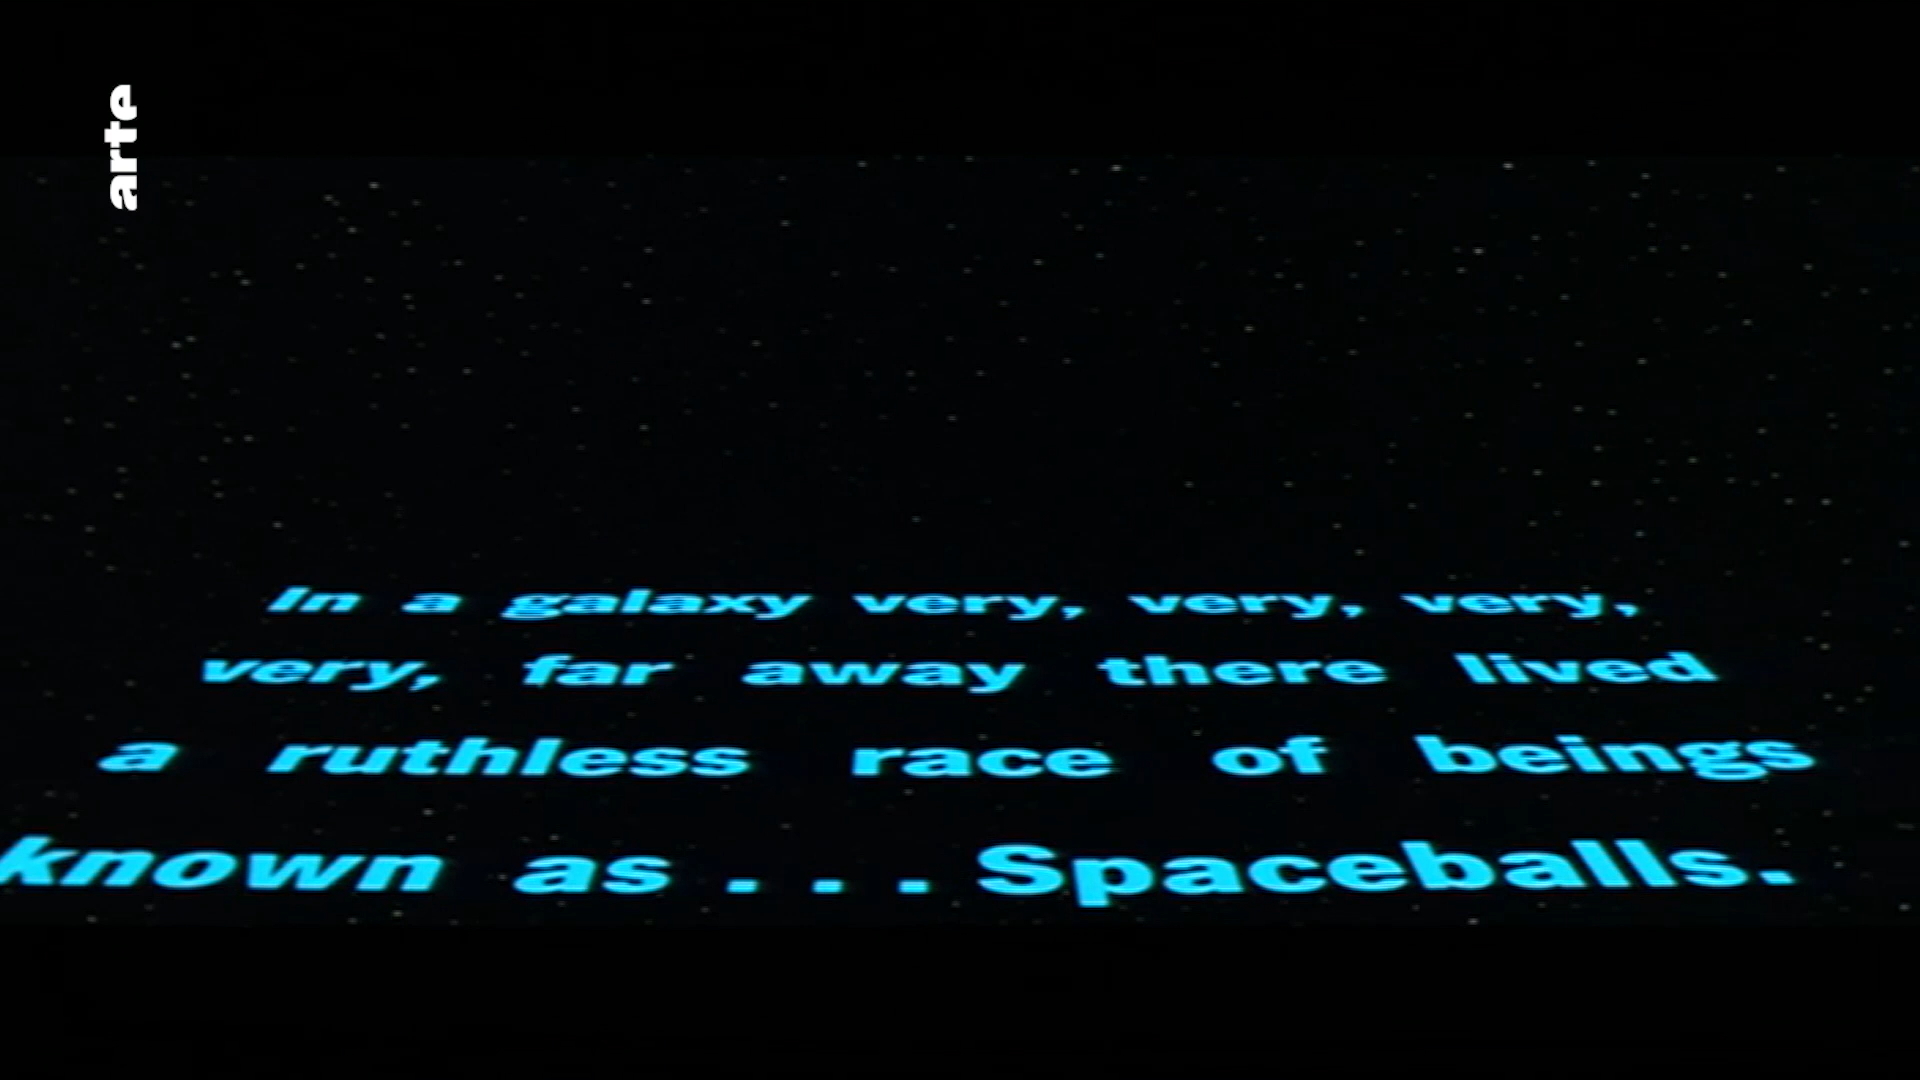 arte
In a galaxy very, very, very,
very, far away there lived
a ruthless race of beings
known as . . . Spaceballs.